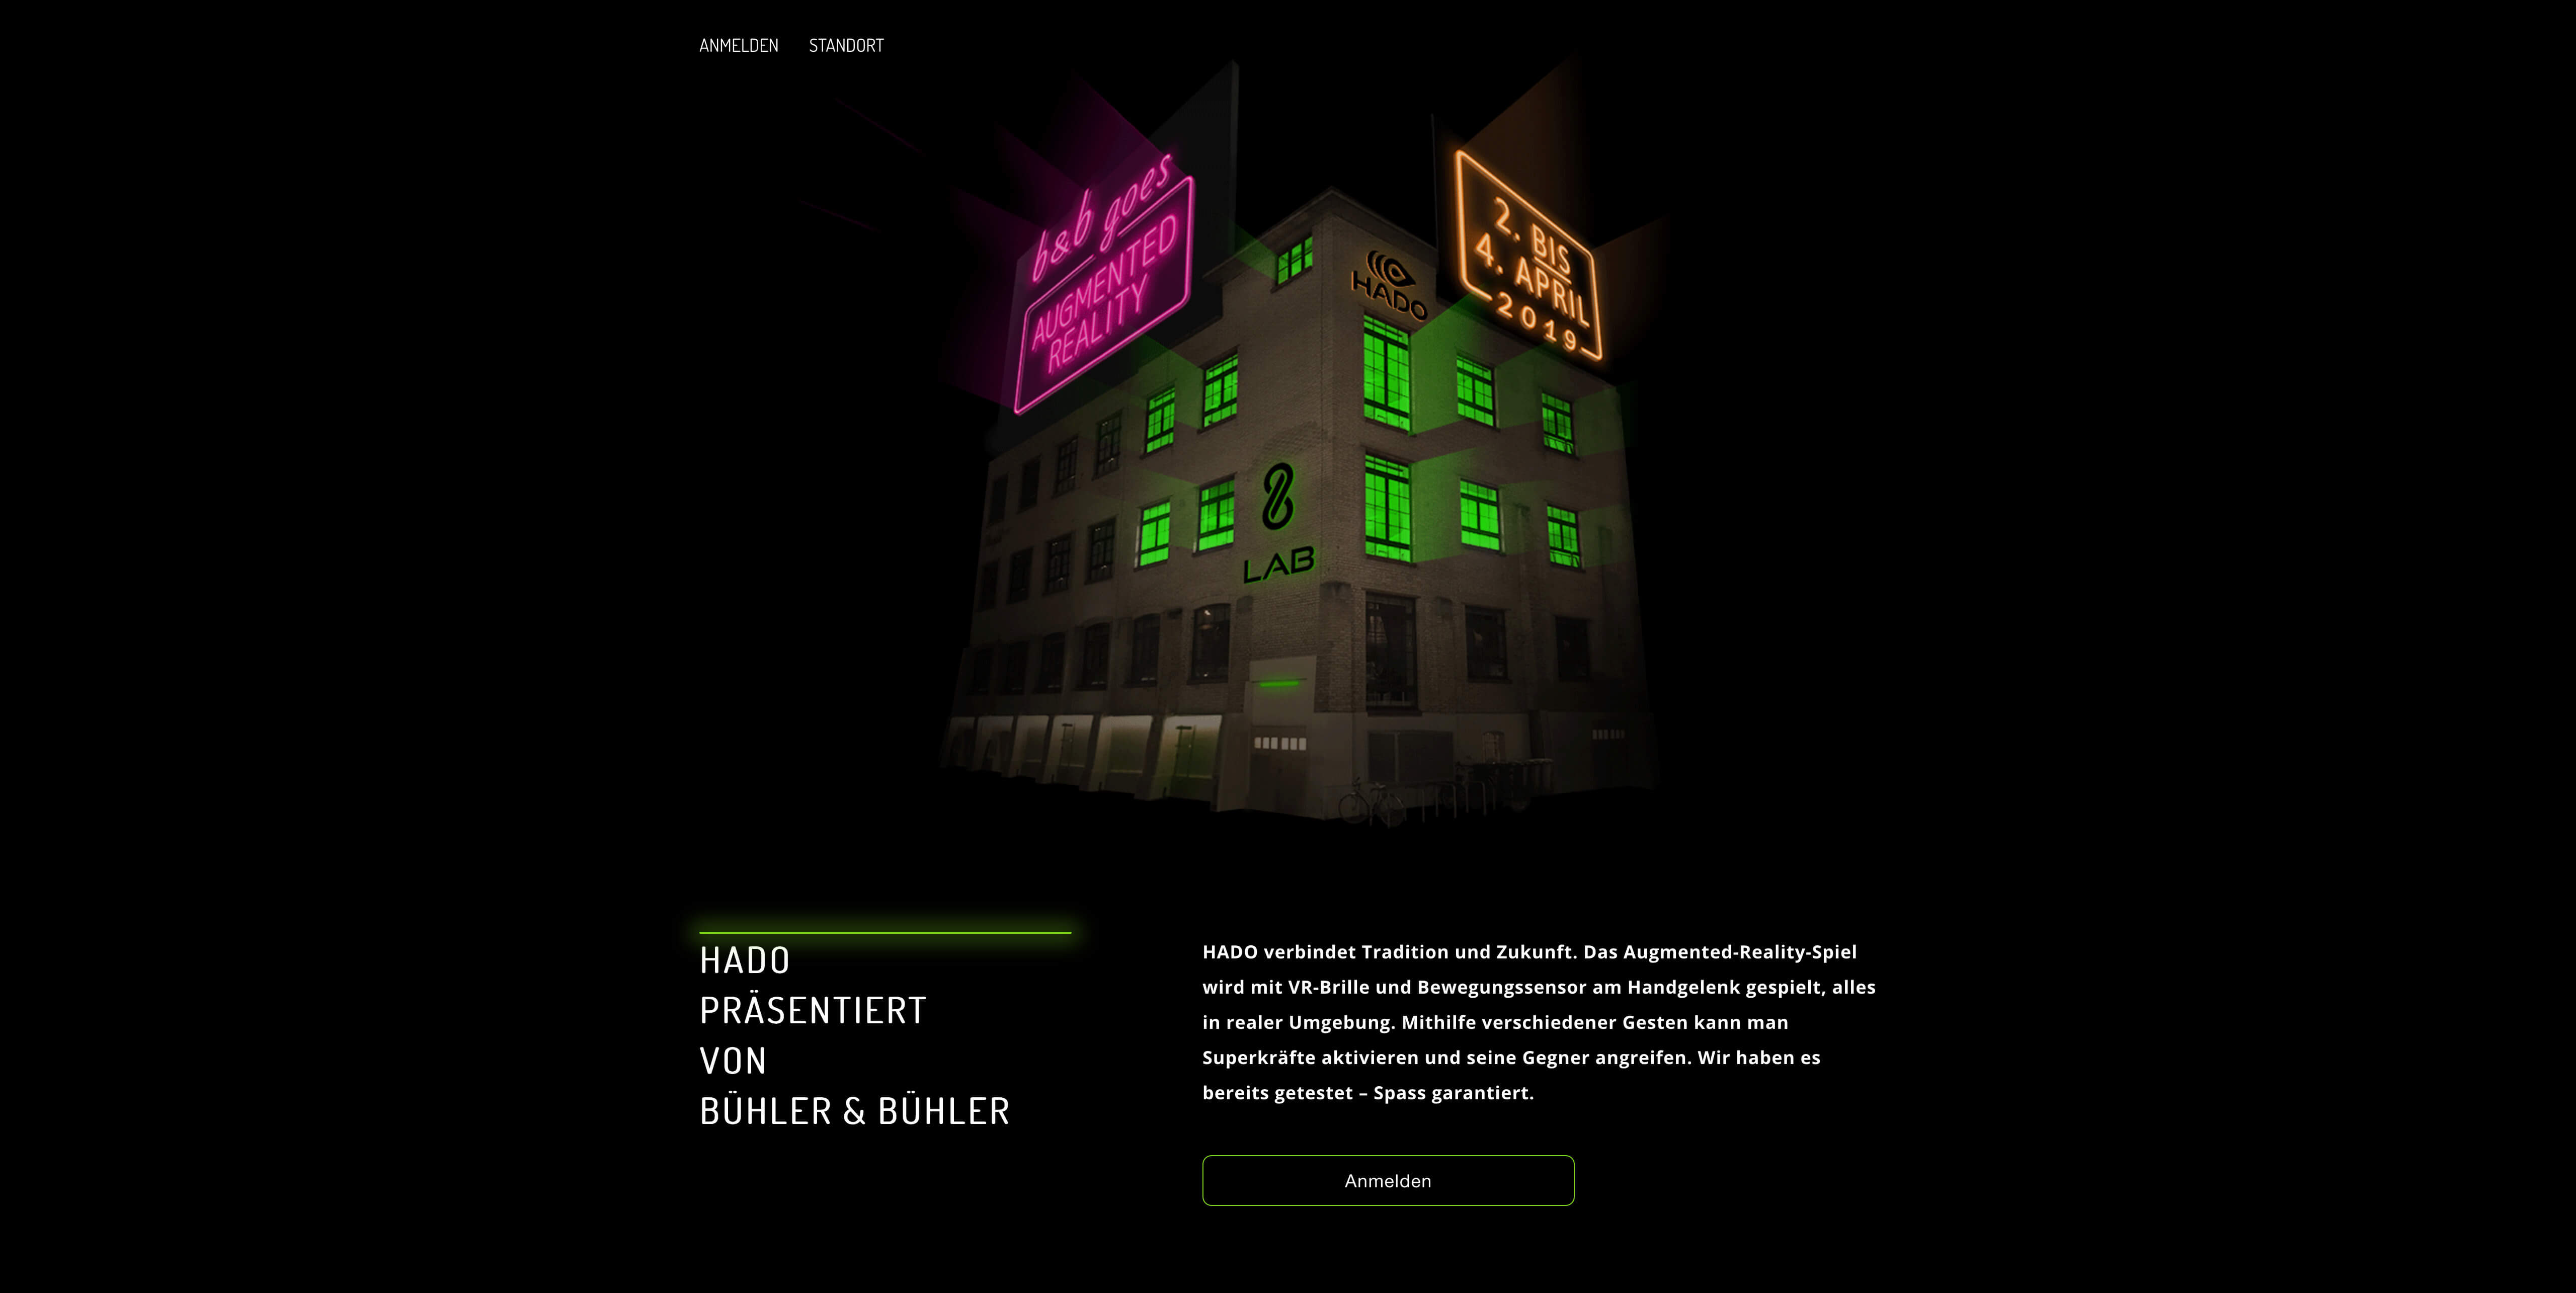 ANMELDEN STANDORT
b&b goes
AUGMENTED
REALITY
2. BIS
4. APRIL
2019
HADO
8
LAB
HADO
PRÄSENTIERT
VON
BÜHLER & BÜHLER
HADO verbindet Tradition und Zukunft. Das Augmented-Reality-Spiel
wird mit VR-Brille und Bewegungssensor am Handgelenk gespielt, alles
in realer Umgebung. Mithilfe verschiedener Gesten kann man
Superkräfte aktivieren und seine Gegner angreifen. Wir haben es
bereits getestet – Spass garantiert.
Anmelden